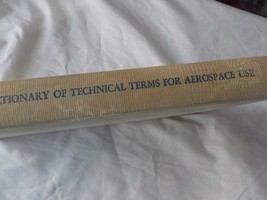 TIONARY OF TECHNICAL TERMS FOR AEROSPACE USE